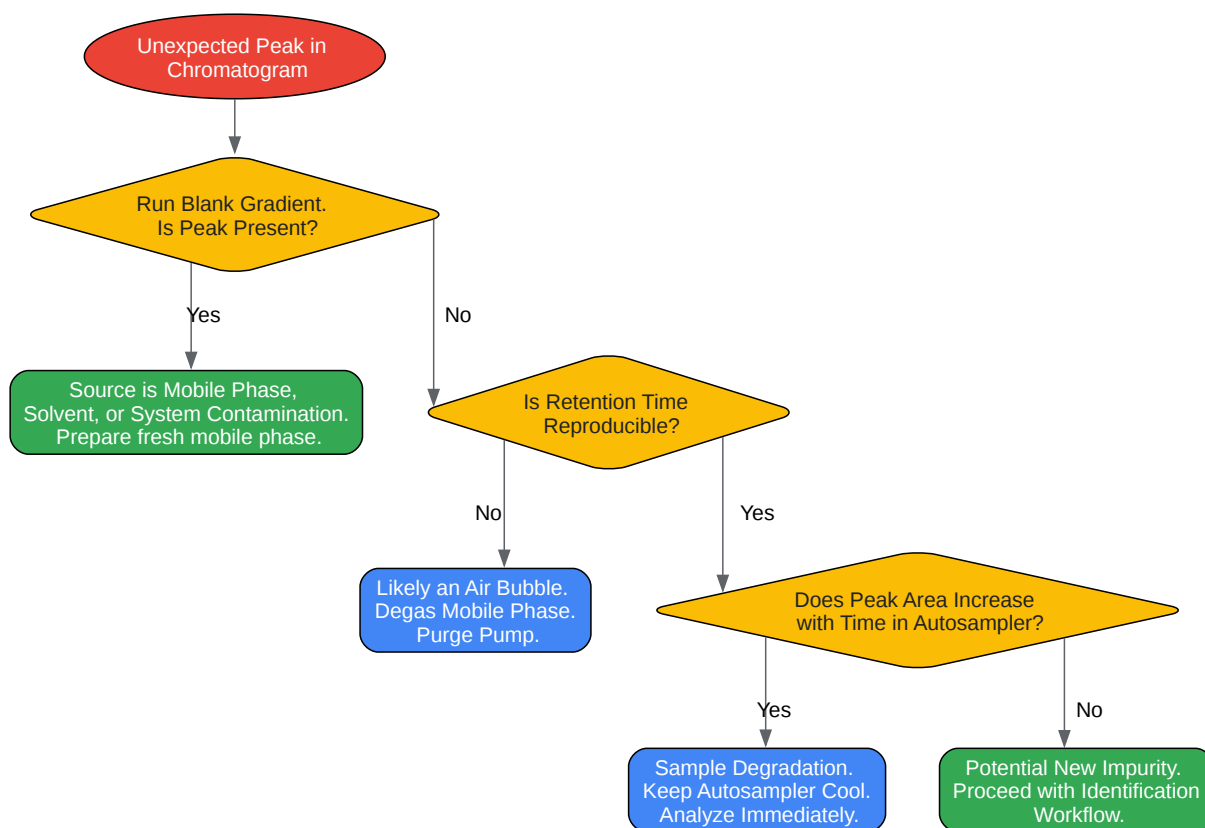 Unexpected Peak in
Chromatogram
Run Blank Gradient.
Is Peak Present?
Yes
No
Source is Mobile Phase,
Solvent, or System Contamination.
Prepare fresh mobile phase.
Is Retention Time
Reproducible?
No
Yes
Likely an Air Bubble.
Degas Mobile Phase.
Purge Pump.
Does Peak Area Increase
with Time in Autosampler?
Yes
No
Sample Degradation.
Keep Autosampler Cool.
Analyze Immediately.
Potential New Impurity.
Proceed with Identification
Workflow.